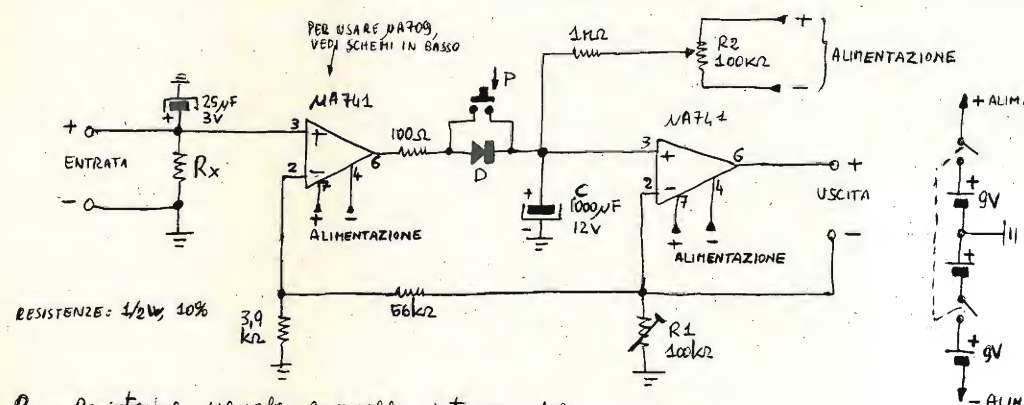 PER USARE µA709,
VEDI SCHEMI IN BASSO
1MΩ
R2
100KΩ
+
-
ALIMENTAZIONE
25µF
3V
+
µA741
P
µA741
+ ALIM
+
ENTRATA
-
Rx
3
+
2
-
6
7
4
+
-
ALIMENTAZIONE
100Ω
D
+
C
1000µF
12V
-
3
+
2
-
6
7
4
+
-
ALIMENTAZIONE
+
USCITA
-
+
9V
+
+
9V
- ALIM
RESISTENZE: 1/2W, 10%
3,9
KΩ
56KΩ
R1
100KΩ